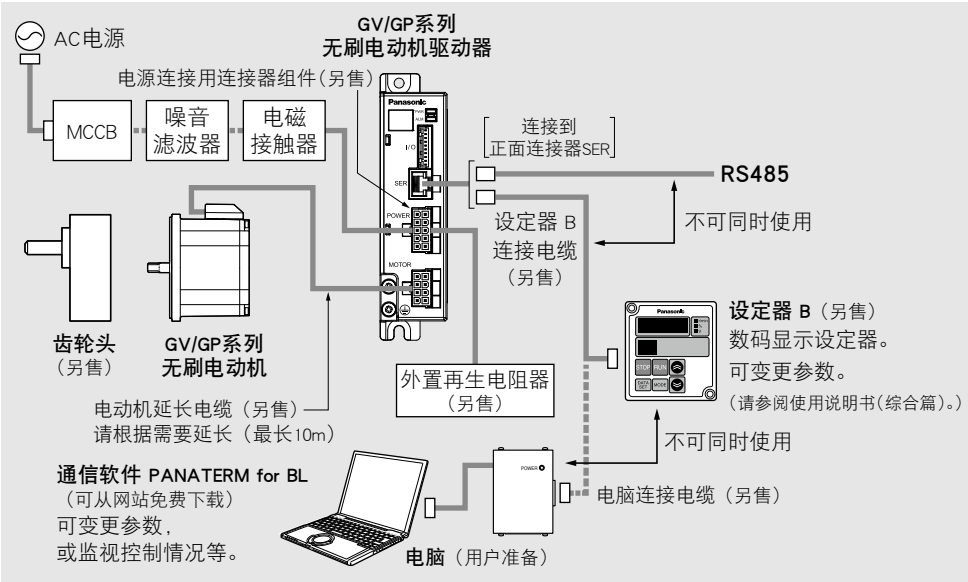 GV/GP系列
无刷电动机驱动器
AC电源
电源连接用连接器组件(另售)
MCCB
噪音
滤波器
电磁
接触器
Panasonic
I/O
SER
POWER
MOTOR
连接到
正面连接器SER
RS485
不可同时使用
设定器 B
连接电缆
(另售)
齿轮头
(另售)
GV/GP系列
无刷电动机
外置再生电阻器
(另售)
Panasonic
STOP RUN
DATA SET MODE
设定器 B(另售)
数码显示设定器。
可变更参数。
(请参阅使用说明书(综合篇)。)
电动机延长电缆(另售)
请根据需要延长(最长10m)
不可同时使用
通信软件 PANATERM for BL
(可从网站免费下载)
可变更参数,
或监视控制情况等。
POWER
电脑连接电缆(另售)
电脑(用户准备)